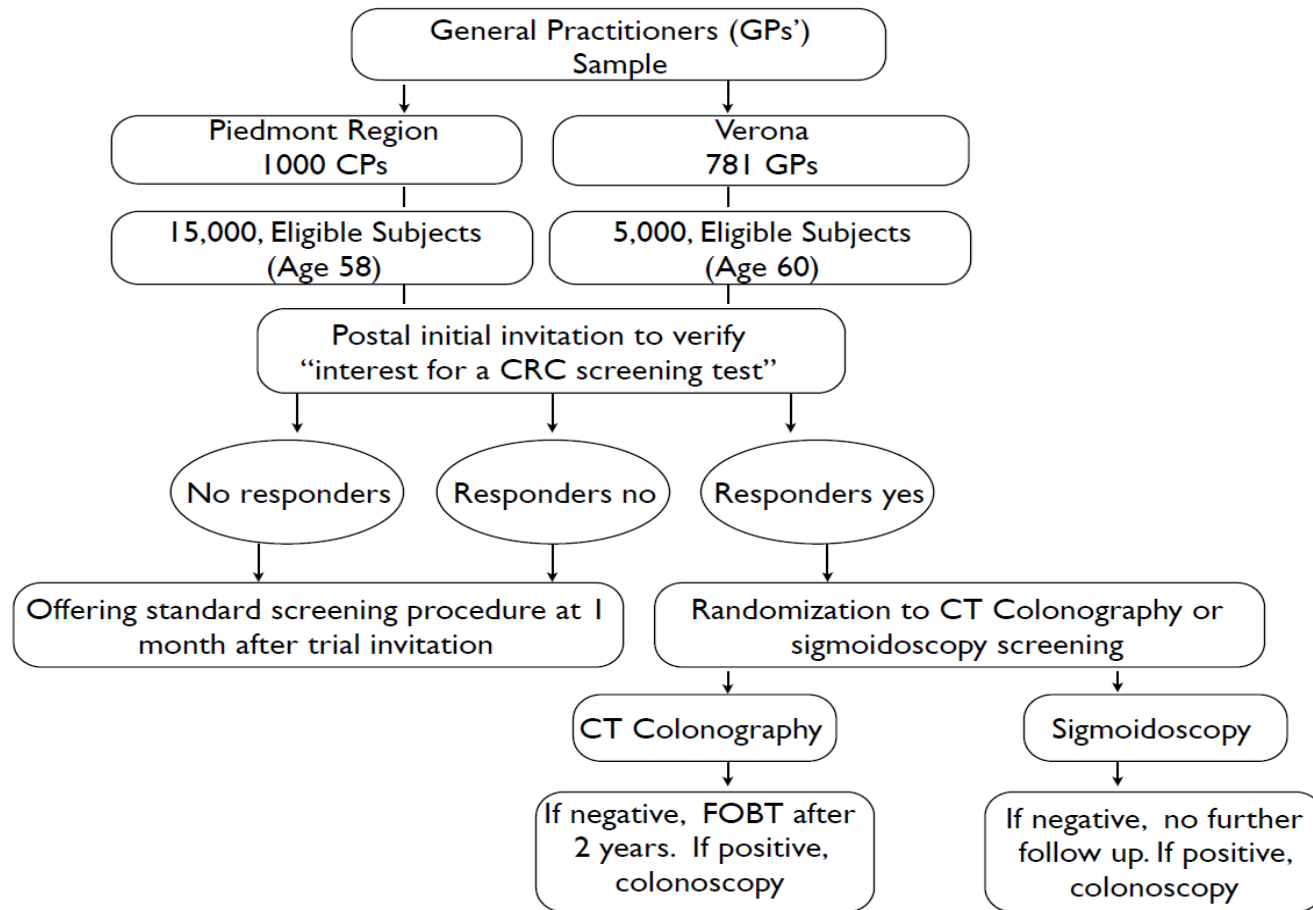 General Practitioners (GPs’)
Sample
Piedmont Region
1000 CPs
Verona
781 GPs
15,000, Eligible Subjects
(Age 58)
5,000, Eligible Subjects
(Age 60)
Postal initial invitation to verify
“interest for a CRC screening test”
No responders
Responders no
Responders yes
Offering standard screening procedure at 1
month after trial invitation
Randomization to CT Colonography or
sigmoidoscopy screening
CT Colonography
Sigmoidoscopy
If negative, FOBT after
2 years. If positive,
colonoscopy
If negative, no further
follow up. If positive,
colonoscopy